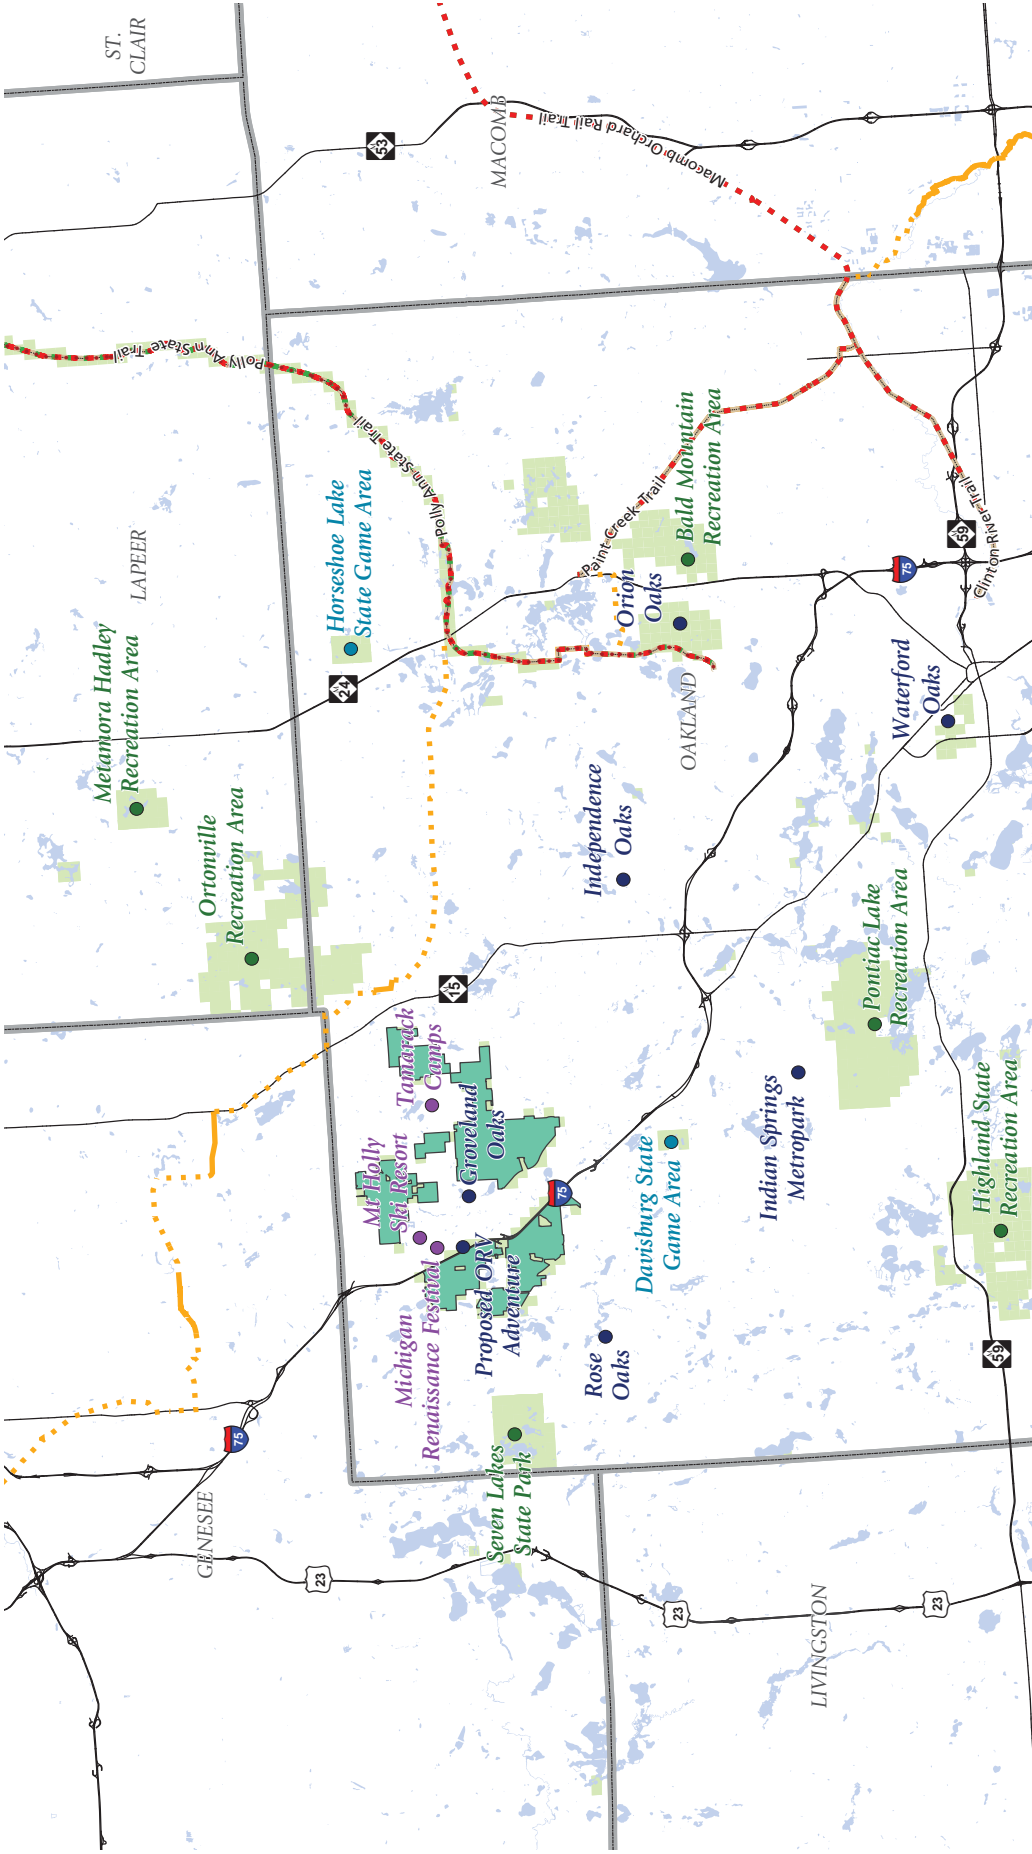 ST.
CLAIR
53
MACOMB
Macomb Orchard Rail Trail
Polly Ann State Trail
Polly Ann State Trail
Polly Ann State Trail
LAPEER
Horseshoe Lake
State Game Area
Paint Creek Trail
Bald Mountain
Recreation Area
59
Clinton River Trail
75
Orion
Oaks
Metamora Hadley
Recreation Area
24
OAKLAND
Waterford
Oaks
Ortonville
Recreation Area
Independence
Oaks
15
Pontiac Lake
Recreation Area
Tamarack
Camps
Groveland
Oaks
Mt Holly
Ski Resort
75
Davisburg State
Game Area
Indian Springs
Metropark
Highland State
Recreation Area
Michigan
Renaissance Festival
Proposed ORV
Adventure
Rose
Oaks
59
75
Seven Lakes
State Park
GENESEE
23
23
23
LIVINGSTON